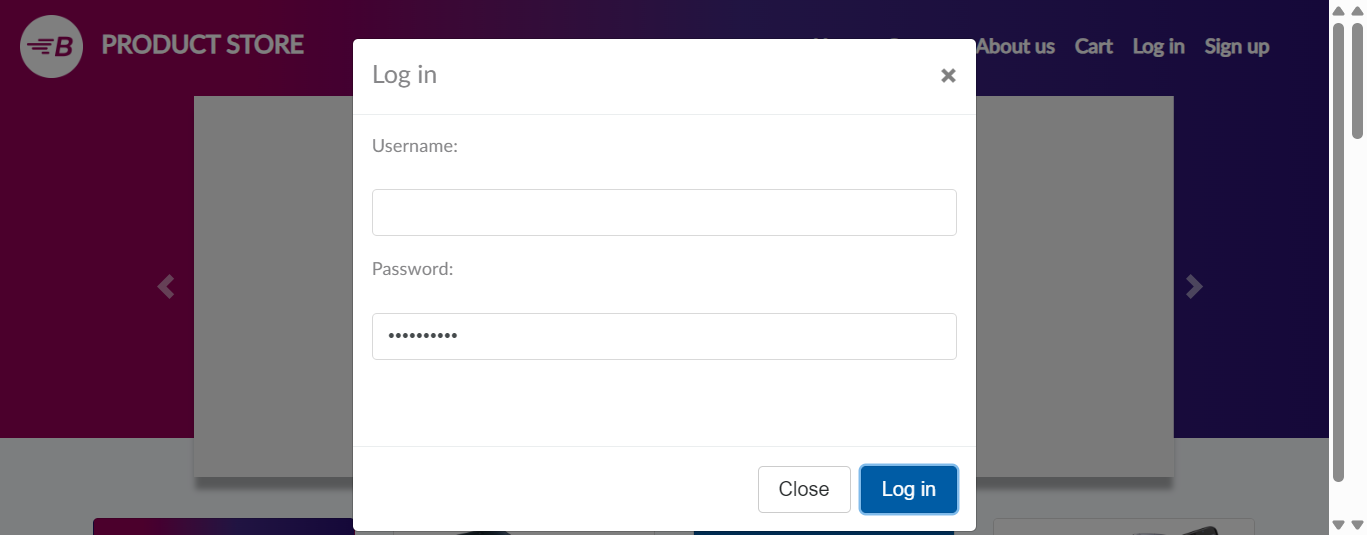 B PRODUCT STORE
About us Cart Log in Sign up
Log in ×
Username:
Password:
••••••••••
Close Log in